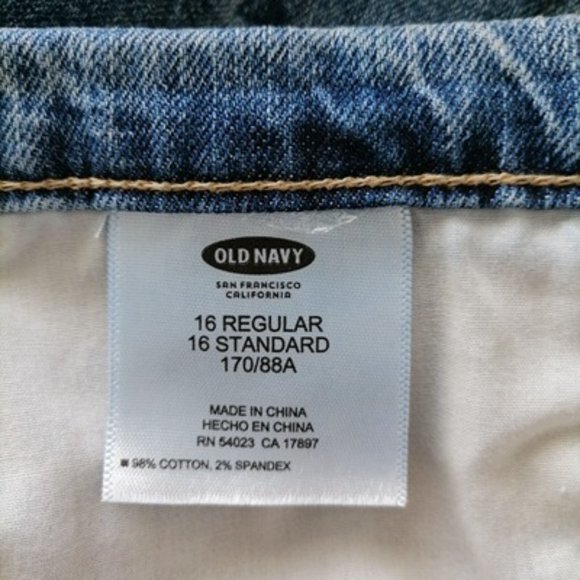 OLD NAVY
SAN FRANCISCO
CALIFORNIA
16 REGULAR
16 STANDARD
170/88A
MADE IN CHINA
HECHO EN CHINA
RN 54023 CA 17897
■ 98% COTTON, 2% SPANDEX